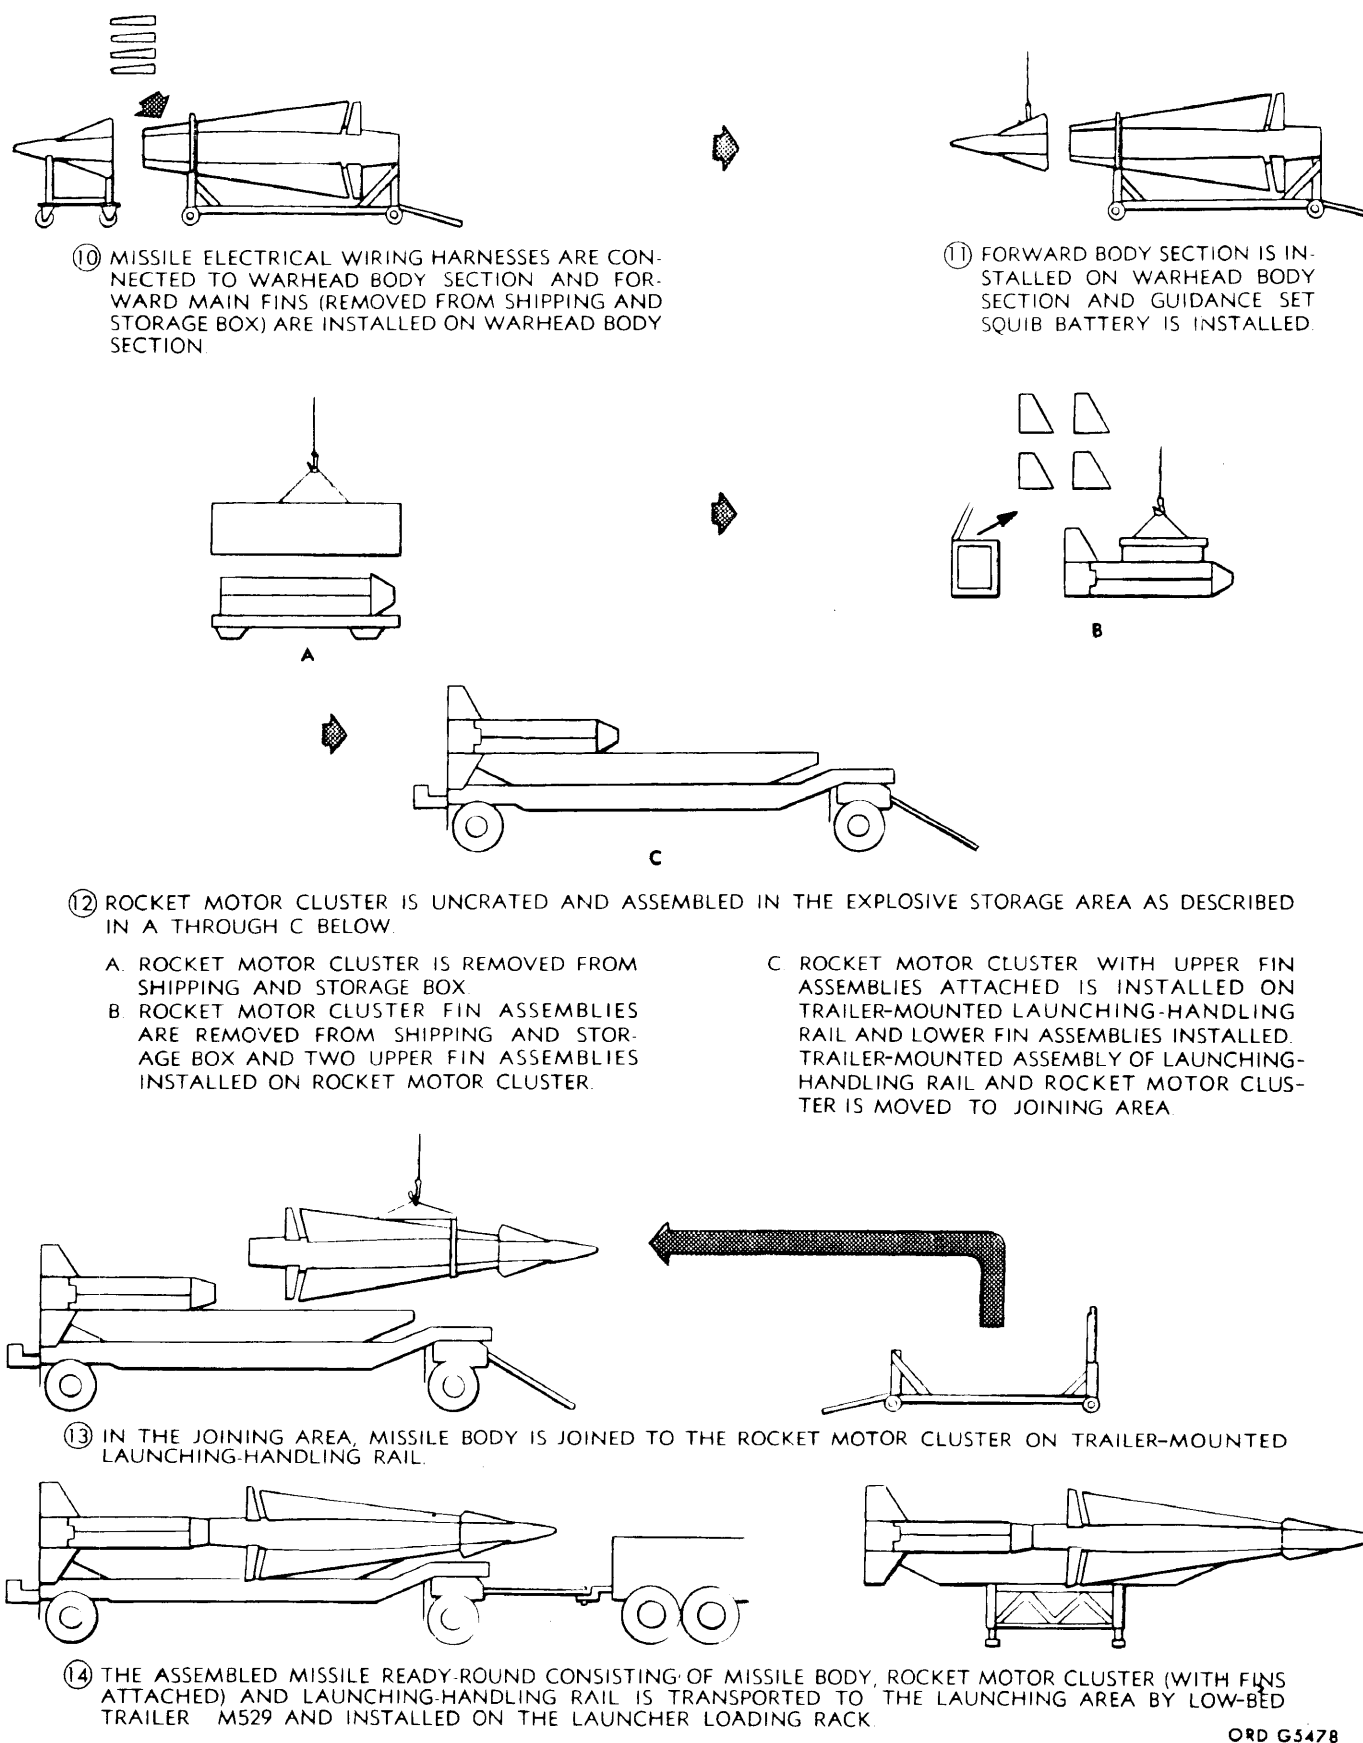 ⑩ MISSILE ELECTRICAL WIRING HARNESSES ARE CON-
NECTED TO WARHEAD BODY SECTION AND FOR-
WARD MAIN FINS (REMOVED FROM SHIPPING AND
STORAGE BOX) ARE INSTALLED ON WARHEAD BODY
SECTION.
⑪ FORWARD BODY SECTION IS IN-
STALLED ON WARHEAD BODY
SECTION AND GUIDANCE SET
SQUIB BATTERY IS INSTALLED.
A
B
C
⑫ ROCKET MOTOR CLUSTER IS UNCRATED AND ASSEMBLED IN THE EXPLOSIVE STORAGE AREA AS DESCRIBED
IN A THROUGH C BELOW.
A. ROCKET MOTOR CLUSTER IS REMOVED FROM
SHIPPING AND STORAGE BOX.
B. ROCKET MOTOR CLUSTER FIN ASSEMBLIES
ARE REMOVED FROM SHIPPING AND STOR-
AGE BOX AND TWO UPPER FIN ASSEMBLIES
INSTALLED ON ROCKET MOTOR CLUSTER.
C. ROCKET MOTOR CLUSTER WITH UPPER FIN
ASSEMBLIES ATTACHED IS INSTALLED ON
TRAILER-MOUNTED LAUNCHING-HANDLING
RAIL AND LOWER FIN ASSEMBLIES INSTALLED.
TRAILER-MOUNTED ASSEMBLY OF LAUNCHING-
HANDLING RAIL AND ROCKET MOTOR CLUS-
TER IS MOVED TO JOINING AREA.
⑬ IN THE JOINING AREA, MISSILE BODY IS JOINED TO THE ROCKET MOTOR CLUSTER ON TRAILER-MOUNTED
LAUNCHING-HANDLING RAIL.
⑭ THE ASSEMBLED MISSILE READY-ROUND CONSISTING OF MISSILE BODY, ROCKET MOTOR CLUSTER (WITH FINS
ATTACHED) AND LAUNCHING-HANDLING RAIL IS TRANSPORTED TO THE LAUNCHING AREA BY LOW-BED
TRAILER M529 AND INSTALLED ON THE LAUNCHER LOADING RACK.
ORD G5478